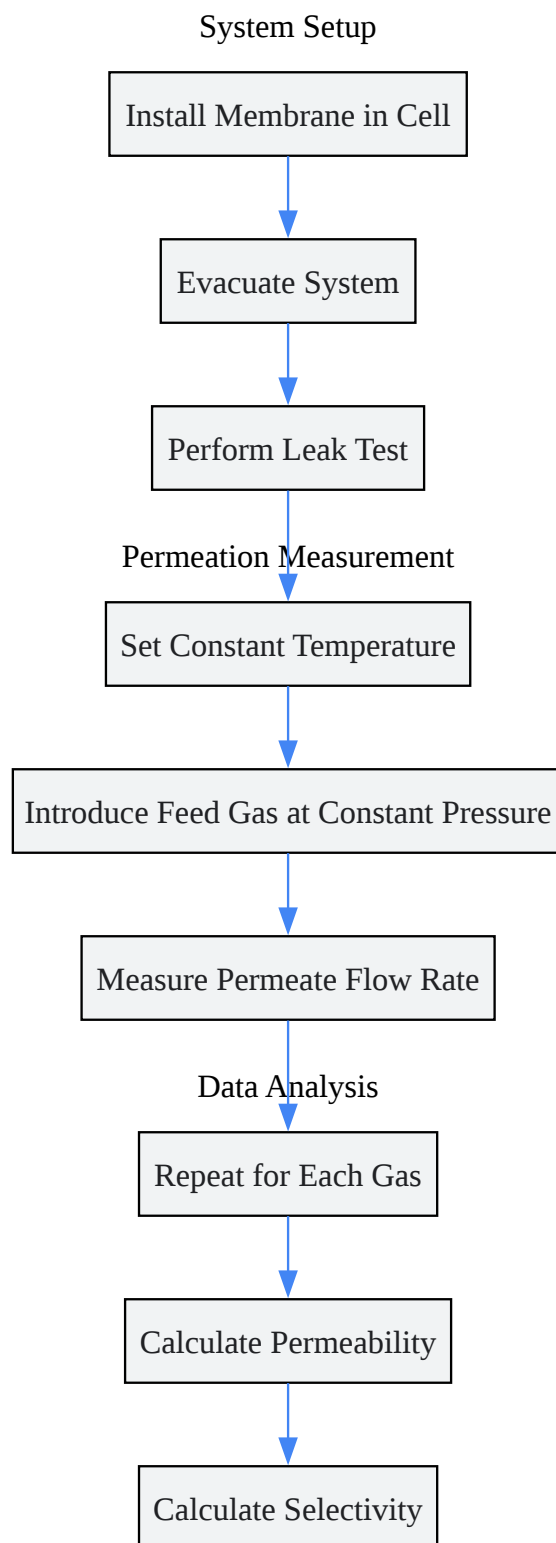 System Setup
Install Membrane in Cell
Evacuate System
Perform Leak Test
Permeation Measurement
Set Constant Temperature
Introduce Feed Gas at Constant Pressure
Measure Permeate Flow Rate
Data Analysis
Repeat for Each Gas
Calculate Permeability
Calculate Selectivity